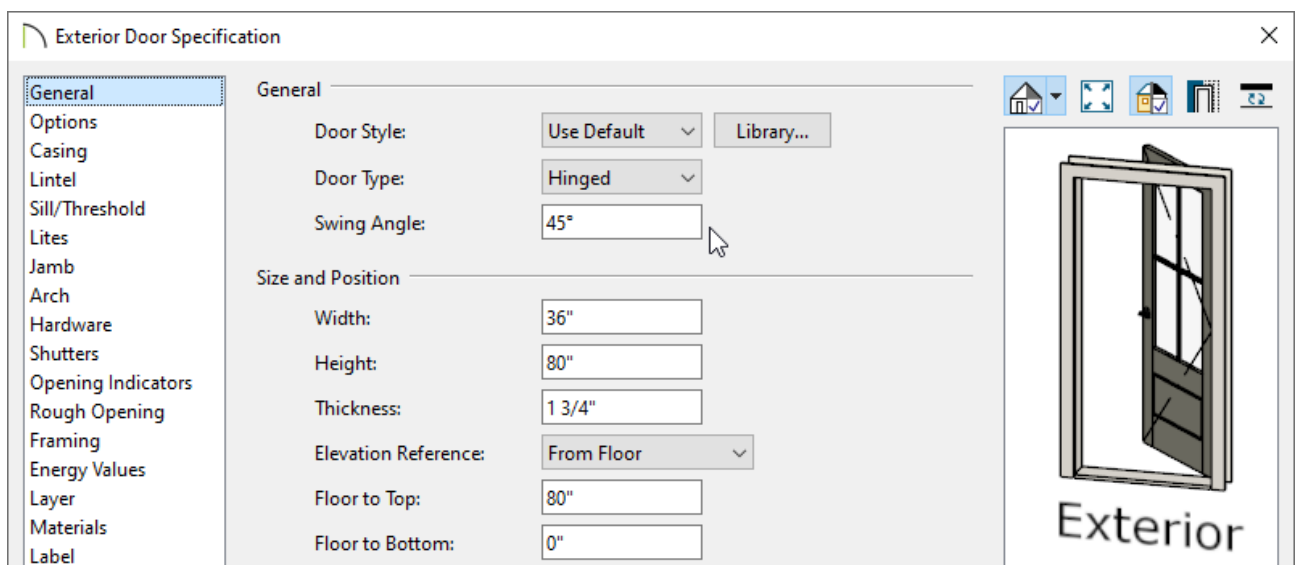 Exterior Door Specification
General
Options
Casing
Lintel
Sill/Threshold
Lites
Jamb
Arch
Hardware
Shutters
Opening Indicators
Rough Opening
Framing
Energy Values
Layer
Materials
Label
General
Door Style: Use Default Library...
Door Type: Hinged
Swing Angle: 45°
Size and Position
Width: 36"
Height: 80"
Thickness: 1 3/4"
Elevation Reference: From Floor
Floor to Top: 80"
Floor to Bottom: 0"
Exterior